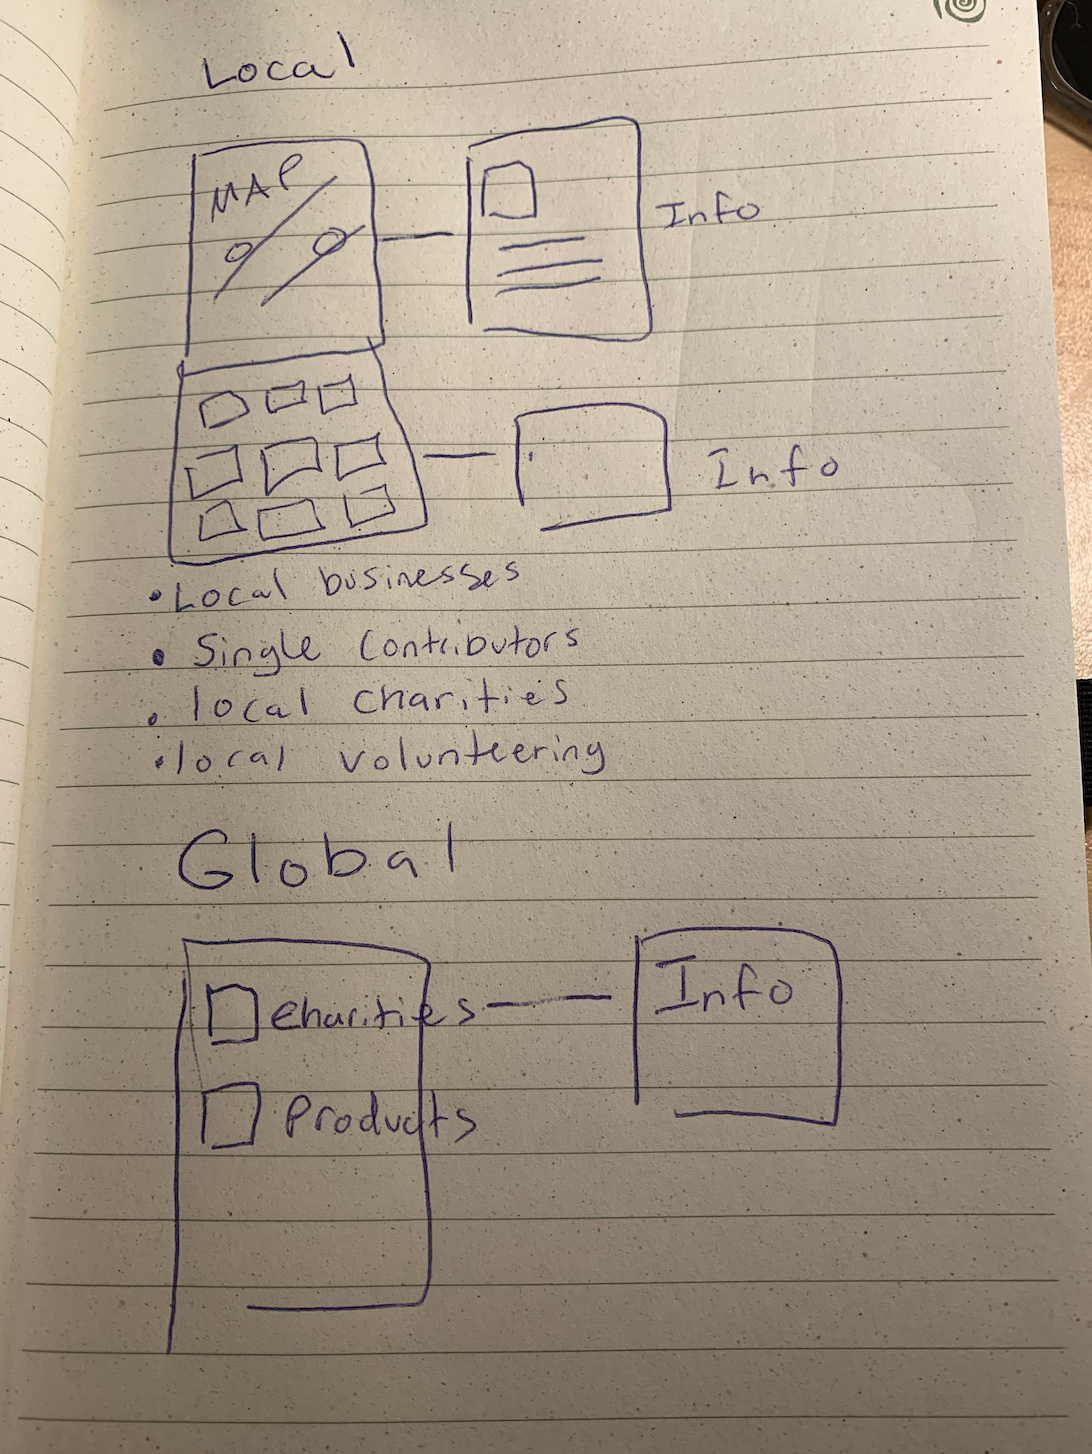 Local
MAP
Info
Info
• Local businesses
• Single Contributors
• local charities
• local volunteering
Global
Charities
Info
Products